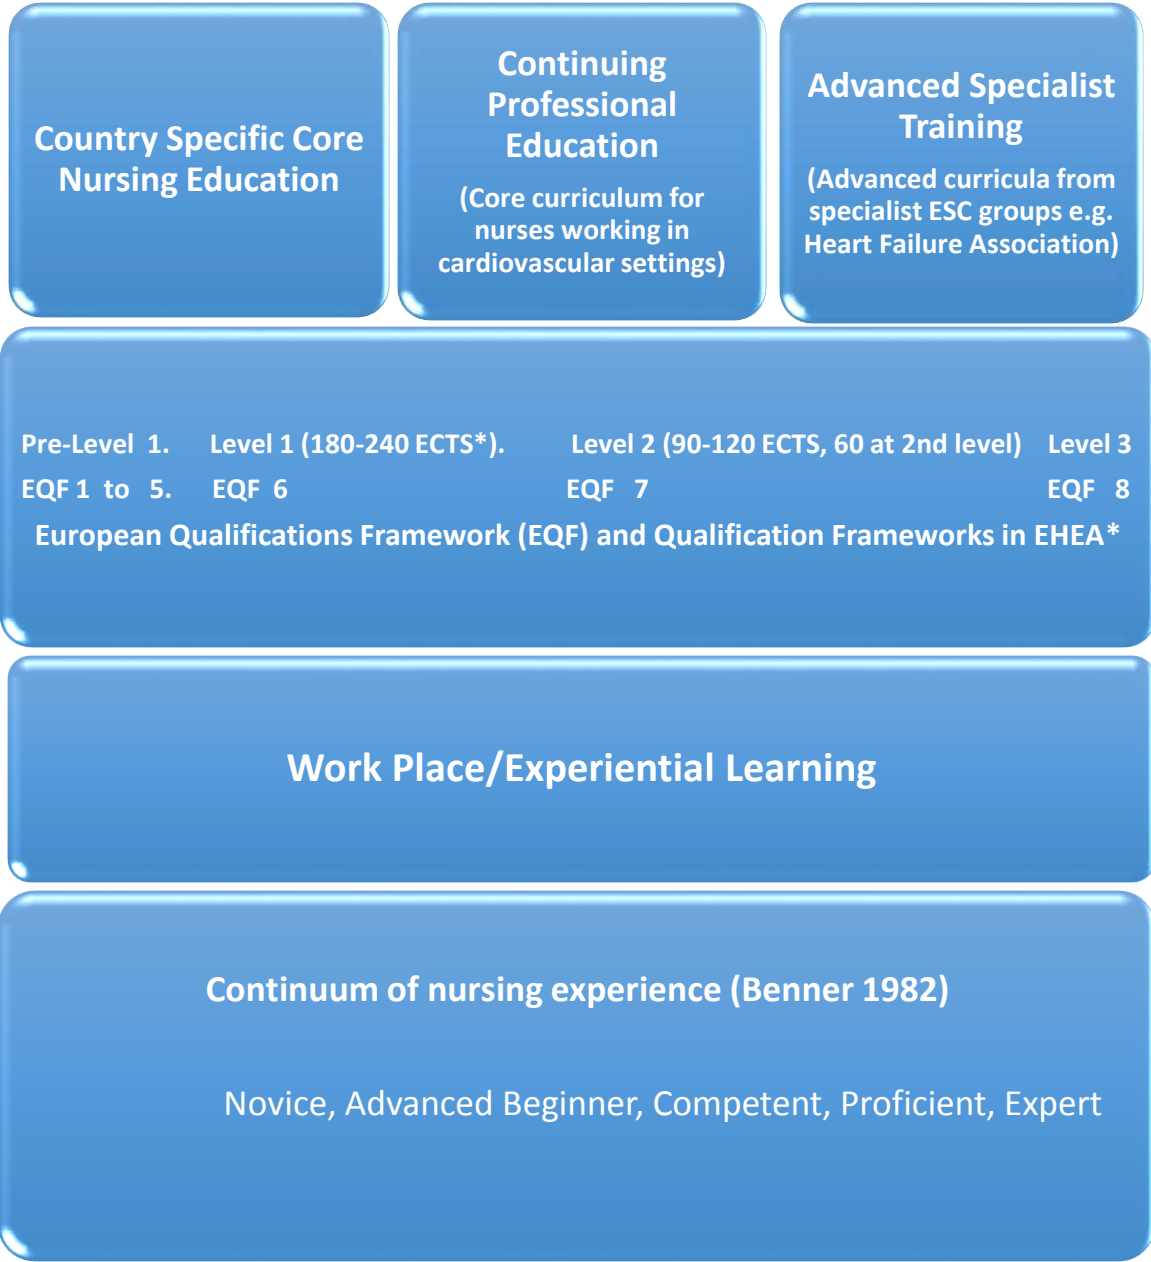 Country Specific Core
Nursing Education
Continuing
Professional
Education
(Core curriculum for
nurses working in
cardiovascular settings)
Advanced Specialist
Training
(Advanced curricula from
specialist ESC groups e.g.
Heart Failure Association)
Pre-Level 1. Level 1 (180-240 ECTS*). Level 2 (90-120 ECTS, 60 at 2nd level) Level 3
EQF 1 to 5. EQF 6 EQF 7 EQF 8
European Qualifications Framework (EQF) and Qualification Frameworks in EHEA*
Work Place/Experiential Learning
Continuum of nursing experience (Benner 1982)
Novice, Advanced Beginner, Competent, Proficient, Expert